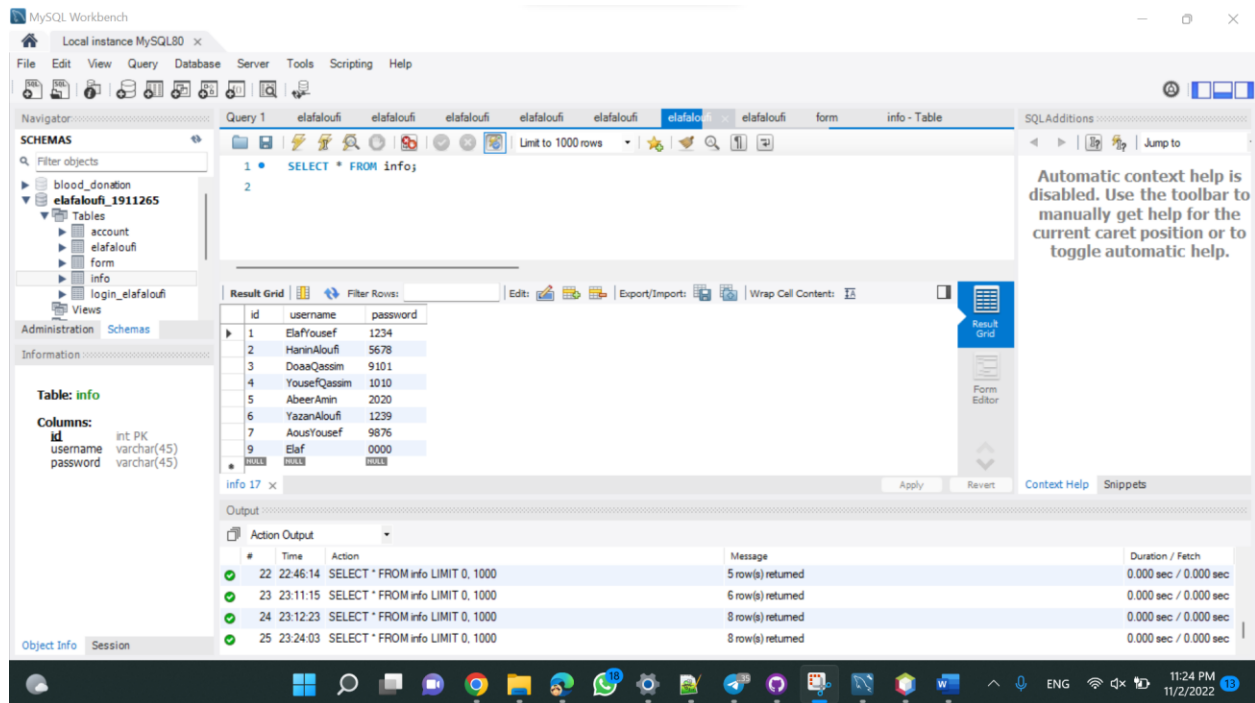 MySQL Workbench
Local instance MySQL80
File Edit View Query Database Server Tools Scripting Help
Navigator
SCHEMAS
Filter objects
blood_donation
elafaloufi_1911265
Tables
account
elafaloufi
form
info
login_elafaloufi
Views
Administration Schemas
Information
Table: info
Columns:
id int PK
username varchar(45)
password varchar(45)
Object Info Session
Query 1 elafaloufi elafaloufi elafaloufi elafaloufi elafaloufi elafaloufi elafaloufi form info - Table
Limit to 1000 rows
1 SELECT * FROM info;
2
Result Grid Filter Rows: Edit: Export/Import: Wrap Cell Content:
id username password
1 ElafYousef 1234
2 HaninAloufi 5678
3 DoaaQassim 9101
4 YousefQassim 1010
5 AbeerAmin 2020
6 YazanAloufi 1239
7 AousYousef 9876
9 Elaf 0000
NULL NULL NULL
Result Grid
Form Editor
info 17 Apply Revert
Output
Action Output
# Time Action Message Duration / Fetch
22 22:46:14 SELECT * FROM info LIMIT 0, 1000 5 row(s) returned 0.000 sec / 0.000 sec
23 23:11:15 SELECT * FROM info LIMIT 0, 1000 6 row(s) returned 0.000 sec / 0.000 sec
24 23:12:23 SELECT * FROM info LIMIT 0, 1000 8 row(s) returned 0.000 sec / 0.000 sec
25 23:24:03 SELECT * FROM info LIMIT 0, 1000 8 row(s) returned 0.000 sec / 0.000 sec
SQLAdditions
Jump to
Automatic context help is
disabled. Use the toolbar to
manually get help for the
current caret position or to
toggle automatic help.
Context Help Snippets
18 35 ENG 11:24 PM
11/2/2022 13